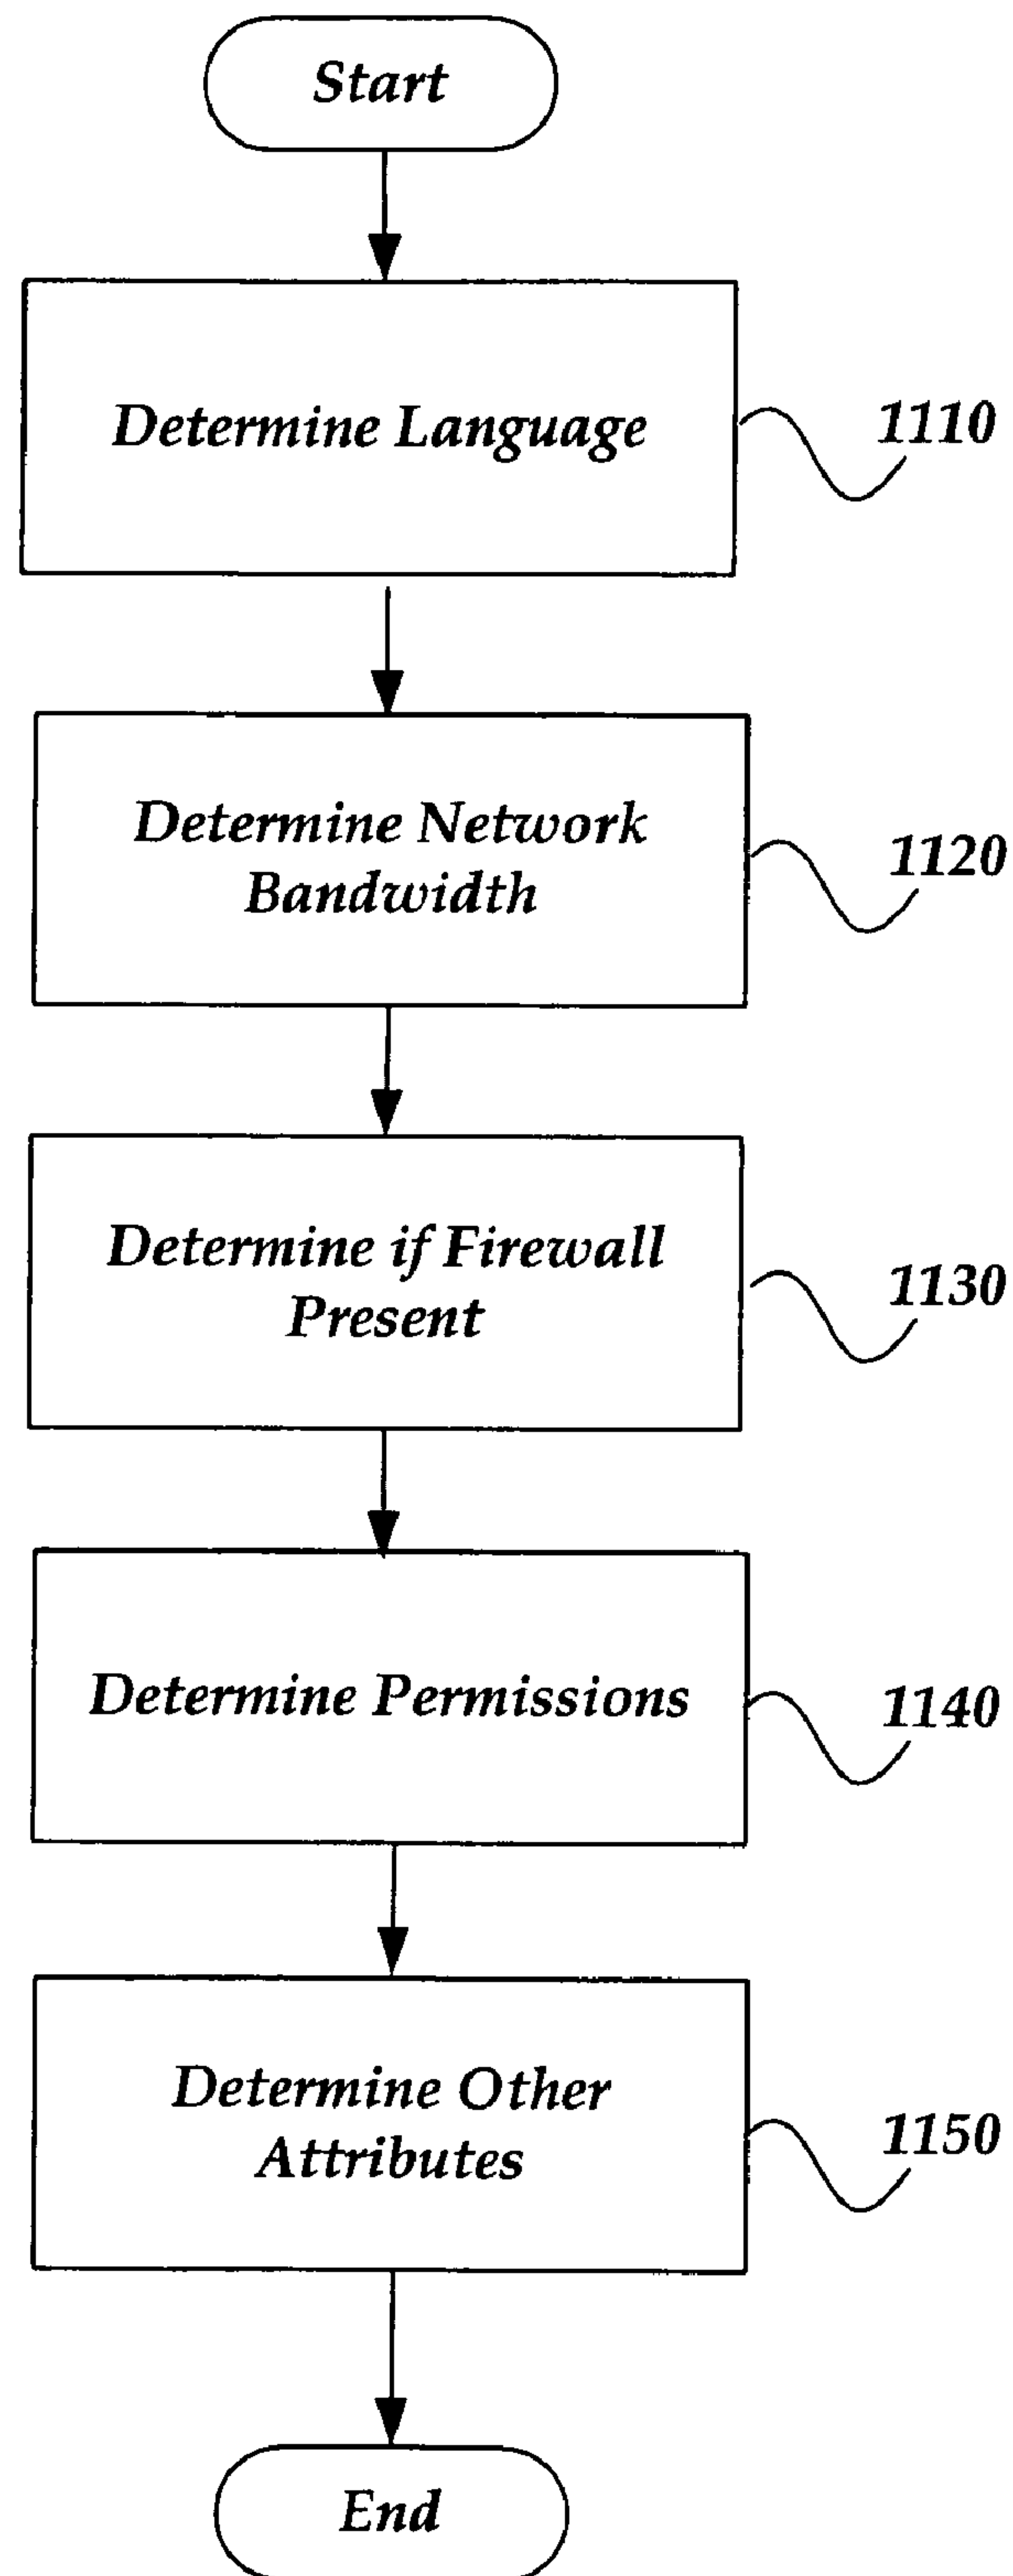 Start
Determine Language
1110
Determine Network
Bandwidth
1120
Determine if Firewall
Present
1130
Determine Permissions
1140
Determine Other
Attributes
1150
End